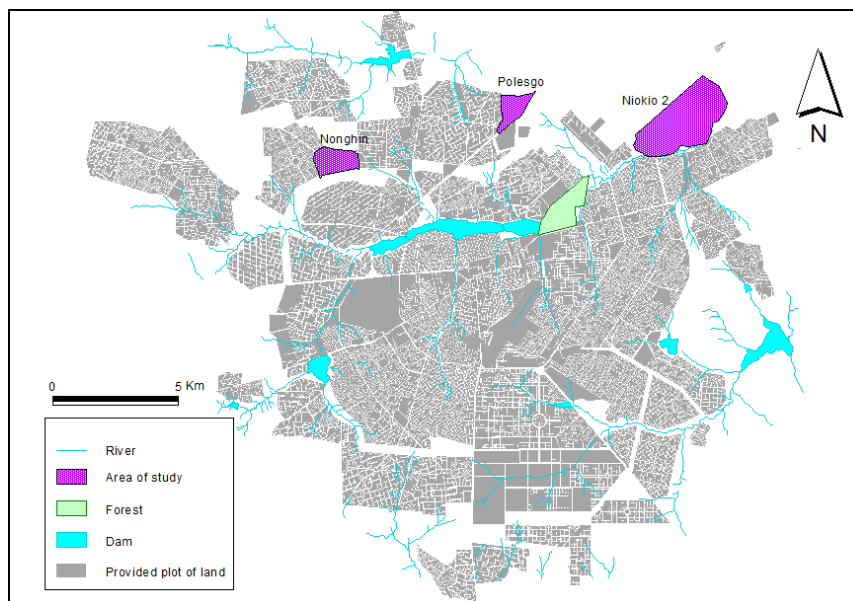 Polesgo
Niokio 2
Nonghin
N
0 5 Km
River
Area of study
Forest
Dam
Provided plot of land